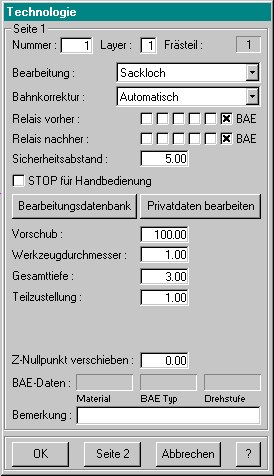 Technologie
Seite 1
Nummer : 1 Layer : 1 Frästeil : 1
Bearbeitung : Sackloch
Bahnkorrektur : Automatisch
Relais vorher : BAE
Relais nachher : BAE
Sicherheitsabstand : 5.00
STOP für Handbedienung
Bearbeitungsdatenbank Privatdaten bearbeiten
Vorschub : 100.00
Werkzeugdurchmesser : 1.00
Gesamttiefe : 3.00
Teilzustellung : 1.00
Z-Nullpunkt verschieben : 0.00
BAE-Daten :
Material BAE Typ Drehstufe
Bemerkung :
OK Seite 2 Abbrechen ?